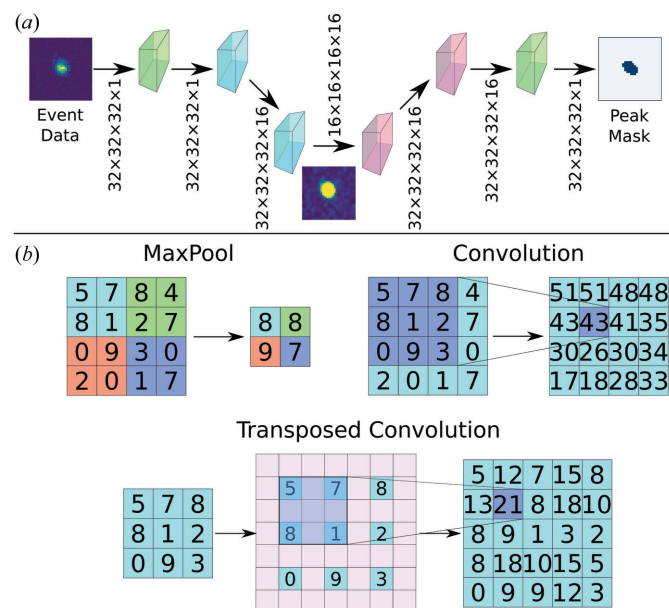 (a)
Event
Data
32×32×32×1
32×32×32×1
32×32×32×16
16×16×16×16
32×32×32×16
32×32×32×16
32×32×32×1
Peak
Mask
(b)
MaxPool
5 7 8 4
8 1 2 7
0 9 3 0
2 0 1 7
8 8
9 7
Convolution
5 7 8 4
8 1 2 7
0 9 3 0
2 0 1 7
51 51 48 48
43 43 41 35
30 26 30 34
17 18 28 33
Transposed Convolution
5 7 8
8 1 2
0 9 3
5 7 8
8 1 2
0 9 3
5 12 7 15 8
13 21 8 18 10
8 9 1 3 2
8 18 10 15 5
0 9 9 12 3